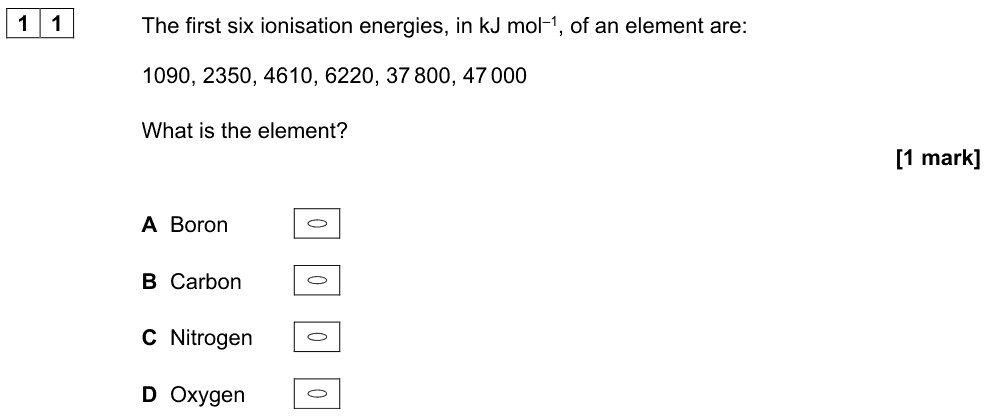 1 1 The first six ionisation energies, in kJ mol⁻¹, of an element are:
1090, 2350, 4610, 6220, 37 800, 47 000
What is the element?
[1 mark]
A Boron
B Carbon
C Nitrogen
D Oxygen